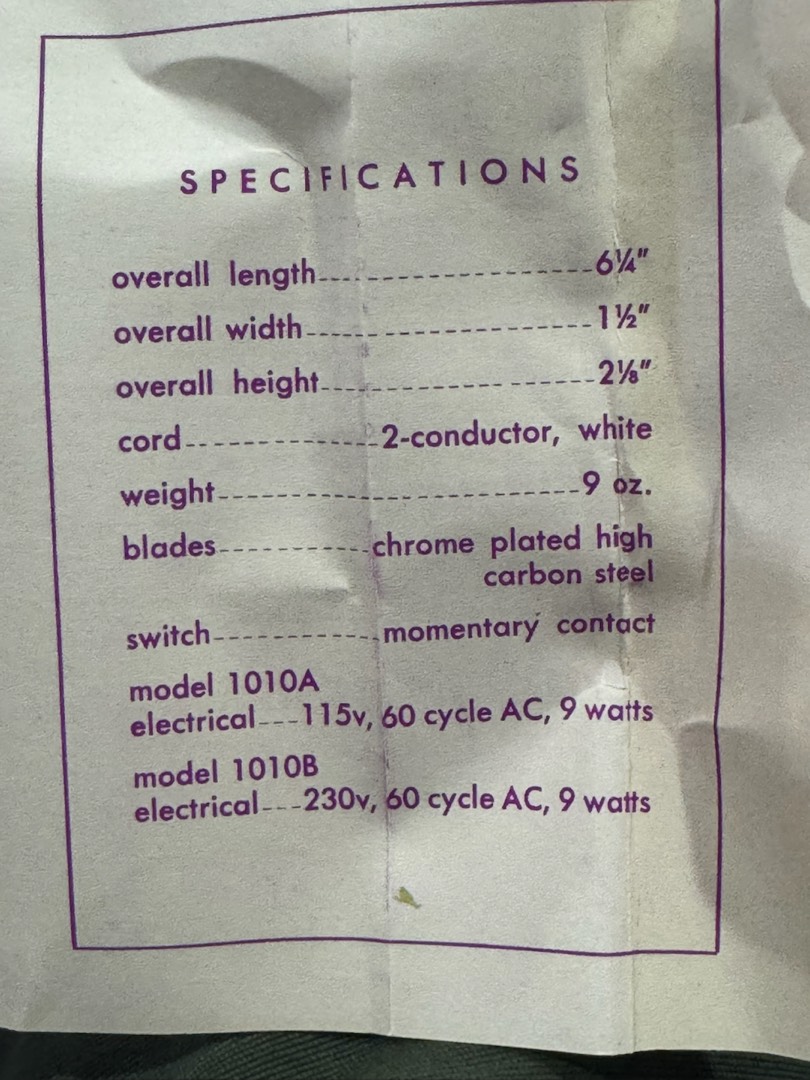 SPECIFICATIONS
overall length 6¼"
overall width 1½"
overall height 2⅛"
cord 2-conductor, white
weight 9 oz.
blades chrome plated high
carbon steel
switch momentary contact
model 1010A
electrical 115v, 60 cycle AC, 9 watts
model 1010B
electrical 230v, 60 cycle AC, 9 watts